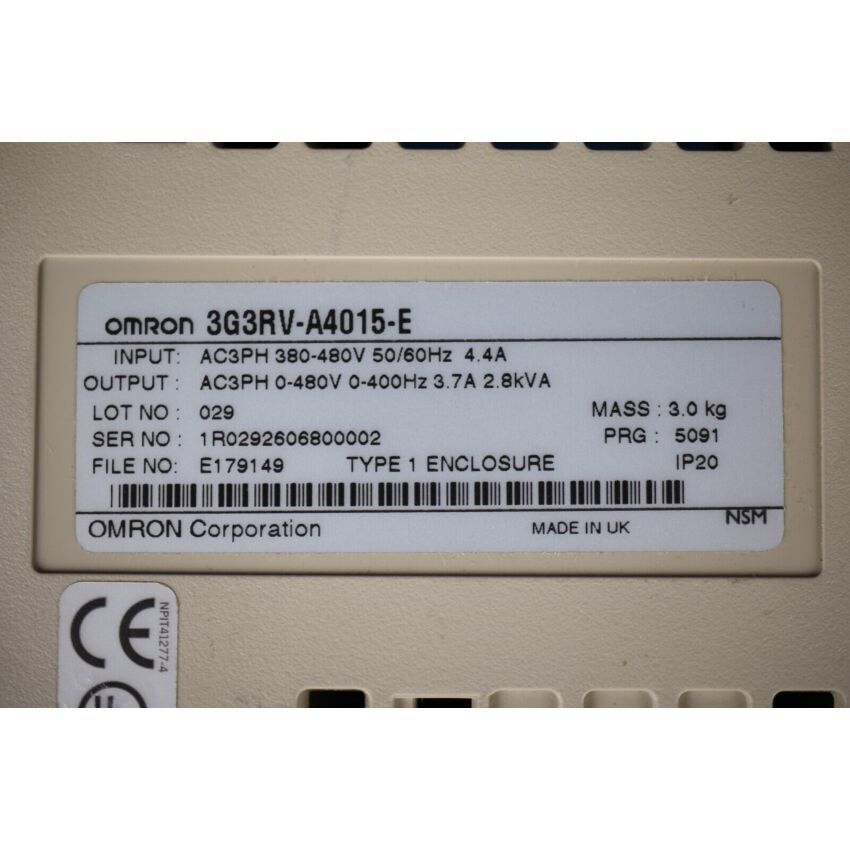 OMRON 3G3RV-A4015-E
INPUT: AC3PH 380-480V 50/60Hz 4.4A
OUTPUT : AC3PH 0-480V 0-400Hz 3.7A 2.8kVA
LOT NO : 029 MASS : 3.0 kg
SER NO : 1R0292606800002 PRG : 5091
FILE NO: E179149 TYPE 1 ENCLOSURE IP20
OMRON Corporation MADE IN UK NSM
CE NPIT41277-4
UL